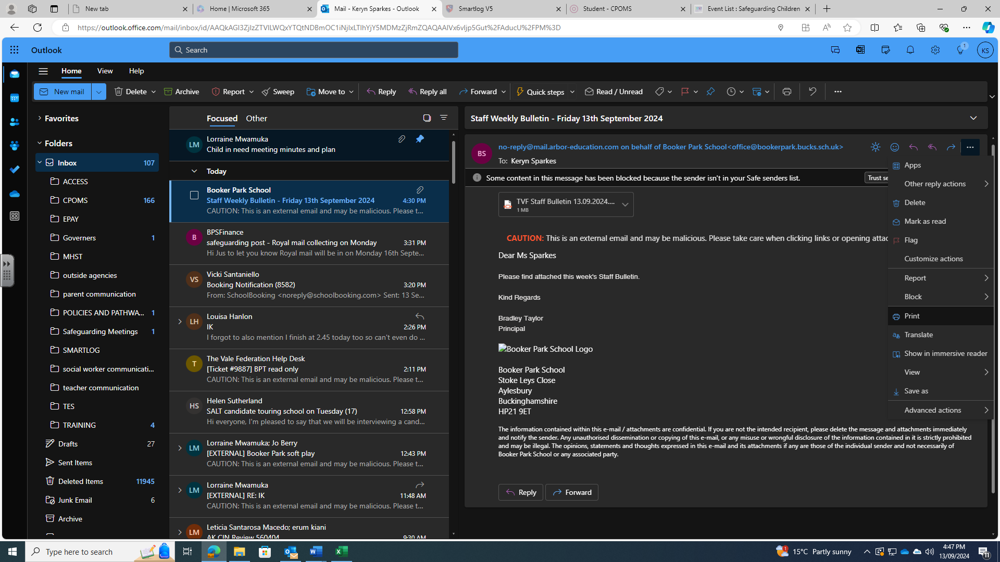 New tab
Home | Microsoft 365
Mail - Keryn Sparkes - Outlook
Smartlog V5
Student - CPOMS
Event List : Safeguarding Children
Outlook
Search
KS
1
Home
View
Help
New mail
Delete
Archive
Report
Sweep
Move to
Reply
Reply all
Forward
Quick steps
Read / Unread
Favorites
Folders
Inbox 107
ACCESS
CPOMS 166
EPAY
Governers 1
MHST
outside agencies
parent communication
POLICIES AND PATHWA... 1
Safeguarding Meetings 1
SMARTLOG
social worker communicati...
teacher communication
TES
TRAINING 4
Drafts 27
Sent Items
Deleted Items 11945
Junk Email 6
Archive
Focused Other
LM
Lorraine Mwamuka
Child in need meeting minutes and plan
Today
Booker Park School
Staff Weekly Bulletin - Friday 13th September 2024 4:30 PM
CAUTION: This is an external email and may be malicious. Please t...
B
BPSFinance
safeguarding post - Royal mail collecting on Monday 3:31 PM
Hi Jus to let you know Royal mail will be in on Monday 16th Septe...
VS
Vicki Santaniello
Booking Notification (8582) 3:20 PM
From: SchoolBooking <noreply@schoolbooking.com> Sent: 13 Se...
LH
Louisa Hanlon
IK 2:26 PM
I forgot to also mention I finish at 2.45 today too so can't even do ...
T
The Vale Federation Help Desk
[Ticket #9887] BPT read only 2:11 PM
CAUTION: This is an external email and may be malicious. Please t...
HS
Helen Sutherland
SALT candidate touring school on Tuesday (17) 12:58 PM
Hi everyone, I'm pleased to say that we will be interviewing a cand...
LM
Lorraine Mwamuka; Jo Berry
[EXTERNAL] Booker Park soft play 12:43 PM
CAUTION: This is an external email and may be malicious. Please t...
LM
Lorraine Mwamuka
[EXTERNAL] RE: IK 11:48 AM
CAUTION: This is an external email and may be malicious. Please t...
LM
Leticia Santarosa Macedo; erum kiani
AK CIN Review 560404 9:30 AM
Staff Weekly Bulletin - Friday 13th September 2024
BS
no-reply@mail.arbor-education.com on behalf of Booker Park School<office@bookerpark.bucks.sch.uk>
To: Keryn Sparkes
Some content in this message has been blocked because the sender isn't in your Safe senders list.
Trust se
TVF Staff Bulletin 13.09.2024....
1 MB
CAUTION: This is an external email and may be malicious. Please take care when clicking links or opening attac
Dear Ms Sparkes
Please find attached this week's Staff Bulletin.
Kind Regards
Bradley Taylor
Principal
Booker Park School Logo
Booker Park School
Stoke Leys Close
Aylesbury
Buckinghamshire
HP21 9ET
The information contained within this e-mail / attachments are confidential. If you are not the intended recipient, please delete the message and attachments immediately
and notify the sender. Any unauthorised dissemination or copying of this e-mail, or any misuse or wrongful disclosure of the information contained in it is strictly prohibited
and may be illegal. The opinions, statements and thoughts expressed in this e-mail and its attachments if any are those of the individual sender and not necessarily of
Booker Park School or any associated party.
Reply
Forward
Apps
Other reply actions
Delete
Mark as read
Flag
Customize actions
Report
Block
Print
Translate
Show in immersive reader
View
Save as
Advanced actions
Type here to search
15°C Partly sunny
4:47 PM
13/09/2024
11